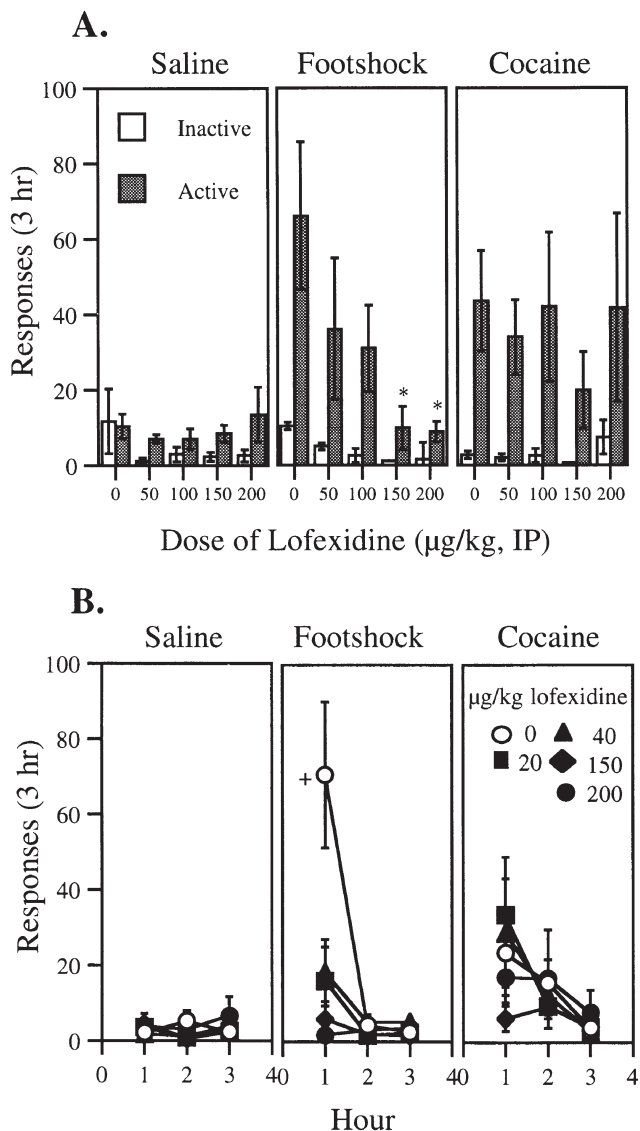 A.
Saline Footshock Cocaine
100
80
60
40
20
0
Responses (3 hr)
Inactive
Active
* *
0 50 100 150 200 0 50 100 150 200 0 50 100 150 200
Dose of Lofexidine (µg/kg, IP)
B.
Saline Footshock Cocaine
100
80
60
40
20
0
Responses (3 hr)
+
µg/kg lofexidine
0 40
20 150
200
0 1 2 3 40 1 2 3 40 1 2 3 4
Hour